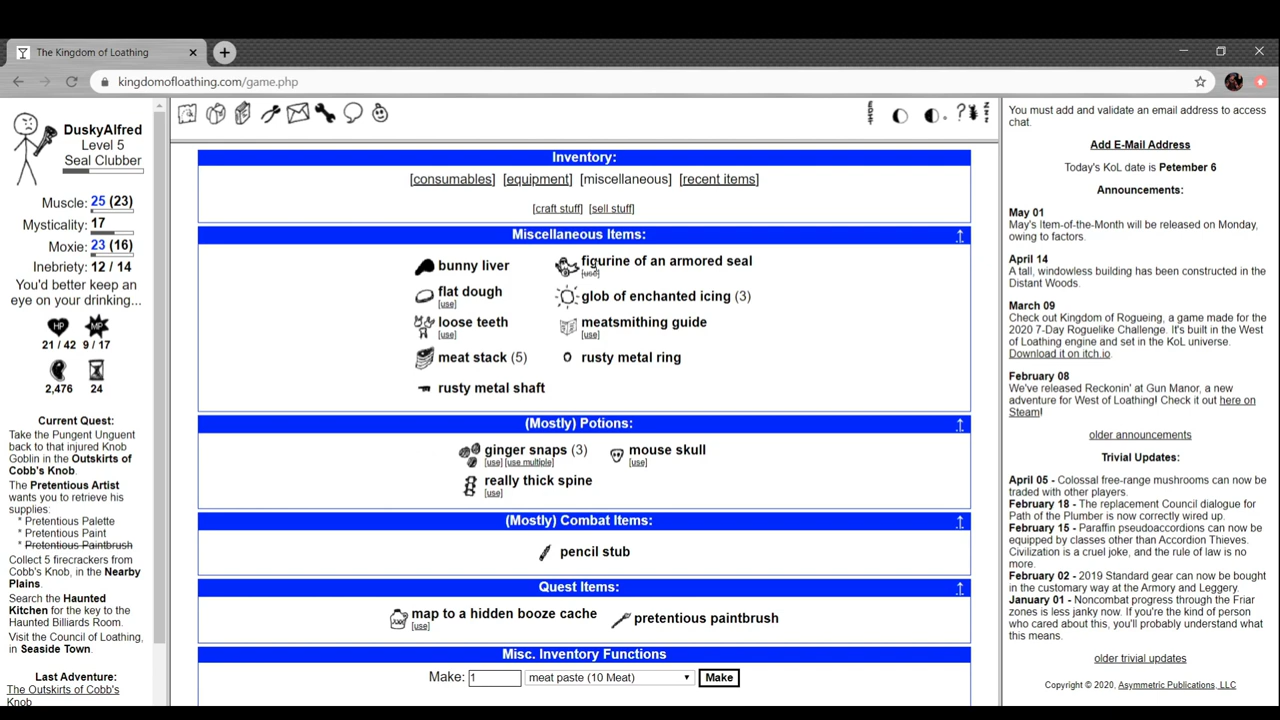 The Kingdom of Loathing
kingdomofloathing.com/game.php
DuskyAlfred
Level 5
Seal Clubber
Muscle: 25 (23)
Mysticality: 17
Moxie: 23 (16)
Inebriety: 12 / 14
You'd better keep an
eye on your drinking...
HP MP
21 / 42 9 / 17
2,476 24
Current Quest:
Take the Pungent Unguent
back to that injured Knob
Goblin in the Outskirts of
Cobb's Knob.
The Pretentious Artist
wants you to retrieve his
supplies:
* Pretentious Palette
* Pretentious Paint
* Pretentious Paintbrush
Collect 5 firecrackers from
Cobb's Knob, in the Nearby
Plains.
Search the Haunted
Kitchen for the key to the
Haunted Billiards Room.
Visit the Council of Loathing,
in Seaside Town.
Last Adventure:
The Outskirts of Cobb's
Knob
Inventory:
[consumables] [equipment] [miscellaneous] [recent items]
[craft stuff] [sell stuff]
Miscellaneous Items:
bunny liver
figurine of an armored seal
[use]
flat dough
[use]
glob of enchanted icing (3)
loose teeth
[use]
meatsmithing guide
[use]
meat stack (5)
rusty metal ring
rusty metal shaft
(Mostly) Potions:
ginger snaps (3)
[use] [use multiple]
mouse skull
[use]
really thick spine
[use]
(Mostly) Combat Items:
pencil stub
Quest Items:
map to a hidden booze cache
[use]
pretentious paintbrush
Misc. Inventory Functions
Make: 1 meat paste (10 Meat) Make
You must add and validate an email address to access
chat.
Add E-Mail Address
Today's KoL date is Petember 6
Announcements:
May 01
May's Item-of-the-Month will be released on Monday,
owing to factors.
April 14
A tall, windowless building has been constructed in the
Distant Woods.
March 09
Check out Kingdom of Rogueing, a game made for the
2020 7-Day Roguelike Challenge. It's built in the West
of Loathing engine and set in the KoL universe.
Download it on itch.io.
February 08
We've released Reckonin' at Gun Manor, a new
adventure for West of Loathing! Check it out here on
Steam!
older announcements
Trivial Updates:
April 05 - Colossal free-range mushrooms can now be
traded with other players.
February 18 - The replacement Council dialogue for
Path of the Plumber is now correctly wired up.
February 15 - Paraffin pseudoaccordions can now be
equipped by classes other than Accordion Thieves.
Civilization is a cruel joke, and the rule of law is no
more.
February 02 - 2019 Standard gear can now be bought
in the customary way at the Armory and Leggery.
January 01 - Noncombat progress through the Friar
zones is less janky now. If you're the kind of person
who cared about this, you'll probably understand what
this means.
older trivial updates
Copyright © 2020, Asymmetric Publications, LLC